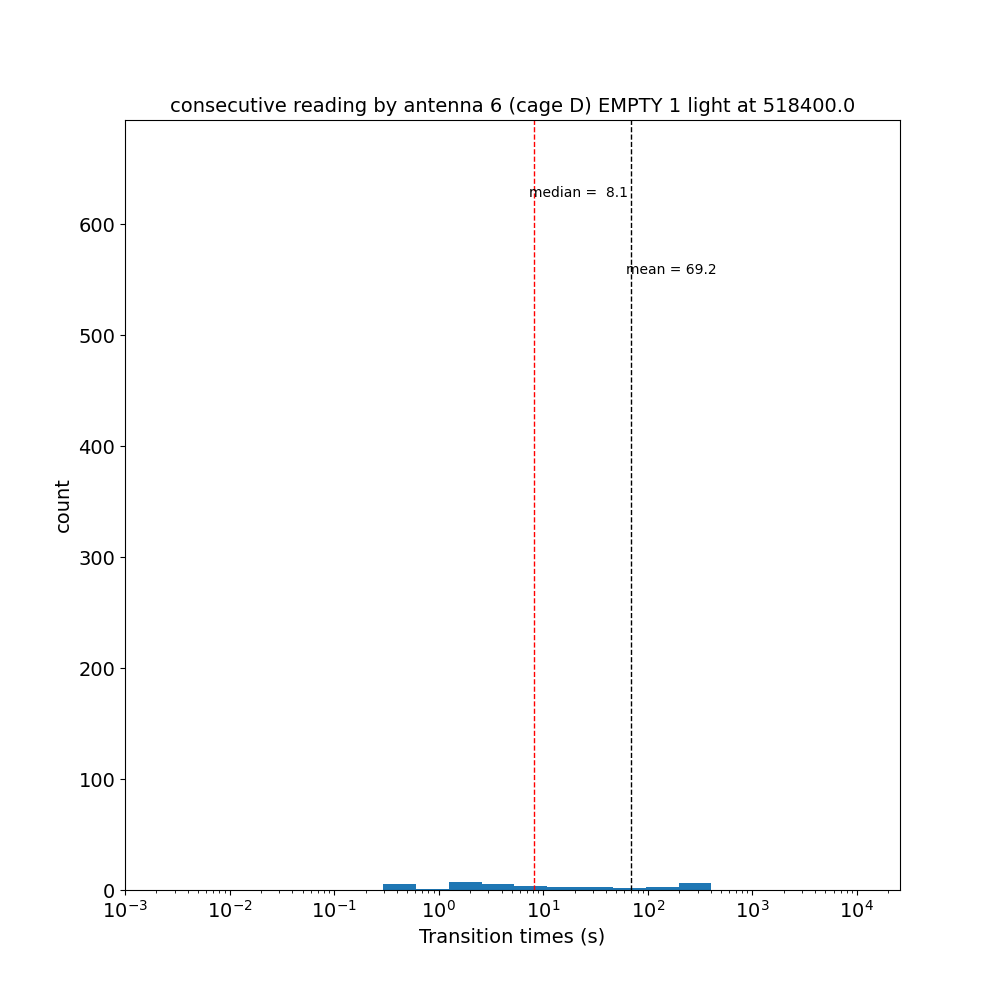 consecutive reading by antenna 6 (cage D) EMPTY 1 light at 518400.0
median =  8.1
mean = 69.2
600
500
400
300
200
100
0
count
10⁻³ 10⁻² 10⁻¹ 10⁰ 10¹ 10² 10³ 10⁴
Transition times (s)